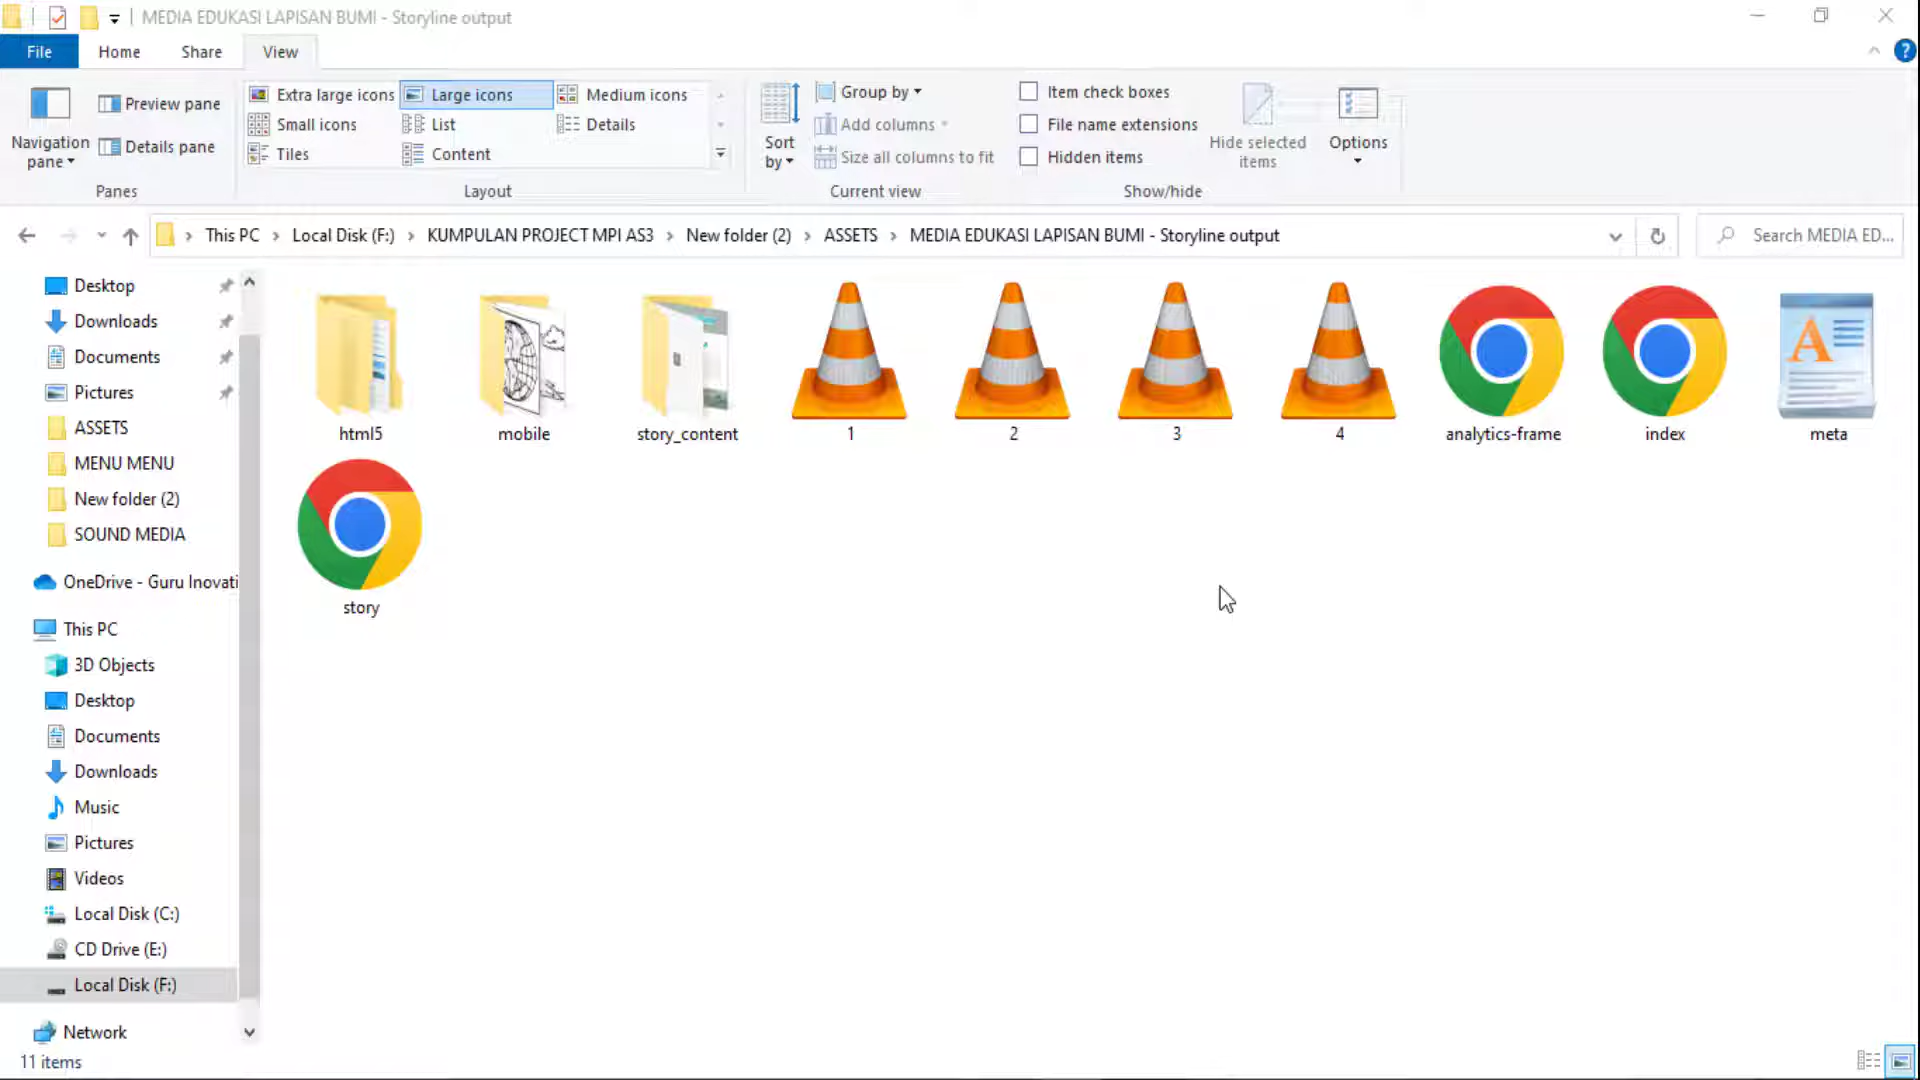 MEDIA EDUKASI LAPISAN BUMI - Storyline output
File Home Share View
Navigation pane
Preview pane
Details pane
Panes
Extra large icons Large icons Medium icons
Small icons List Details
Tiles Content
Layout
Sort by
Group by
Add columns
Size all columns to fit
Current view
Item check boxes
File name extensions
Hidden items
Hide selected items
Show/hide
Options
This PC Local Disk (F:) KUMPULAN PROJECT MPI AS3 New folder (2) ASSETS MEDIA EDUKASI LAPISAN BUMI - Storyline output
Search MEDIA ED...
Desktop
Downloads
Documents
Pictures
ASSETS
MENU MENU
New folder (2)
SOUND MEDIA
OneDrive - Guru Inovati
This PC
3D Objects
Desktop
Documents
Downloads
Music
Pictures
Videos
Local Disk (C:)
CD Drive (E:)
Local Disk (F:)
Network
html5 mobile story_content 1 2 3 4 analytics-frame index meta
story
11 items